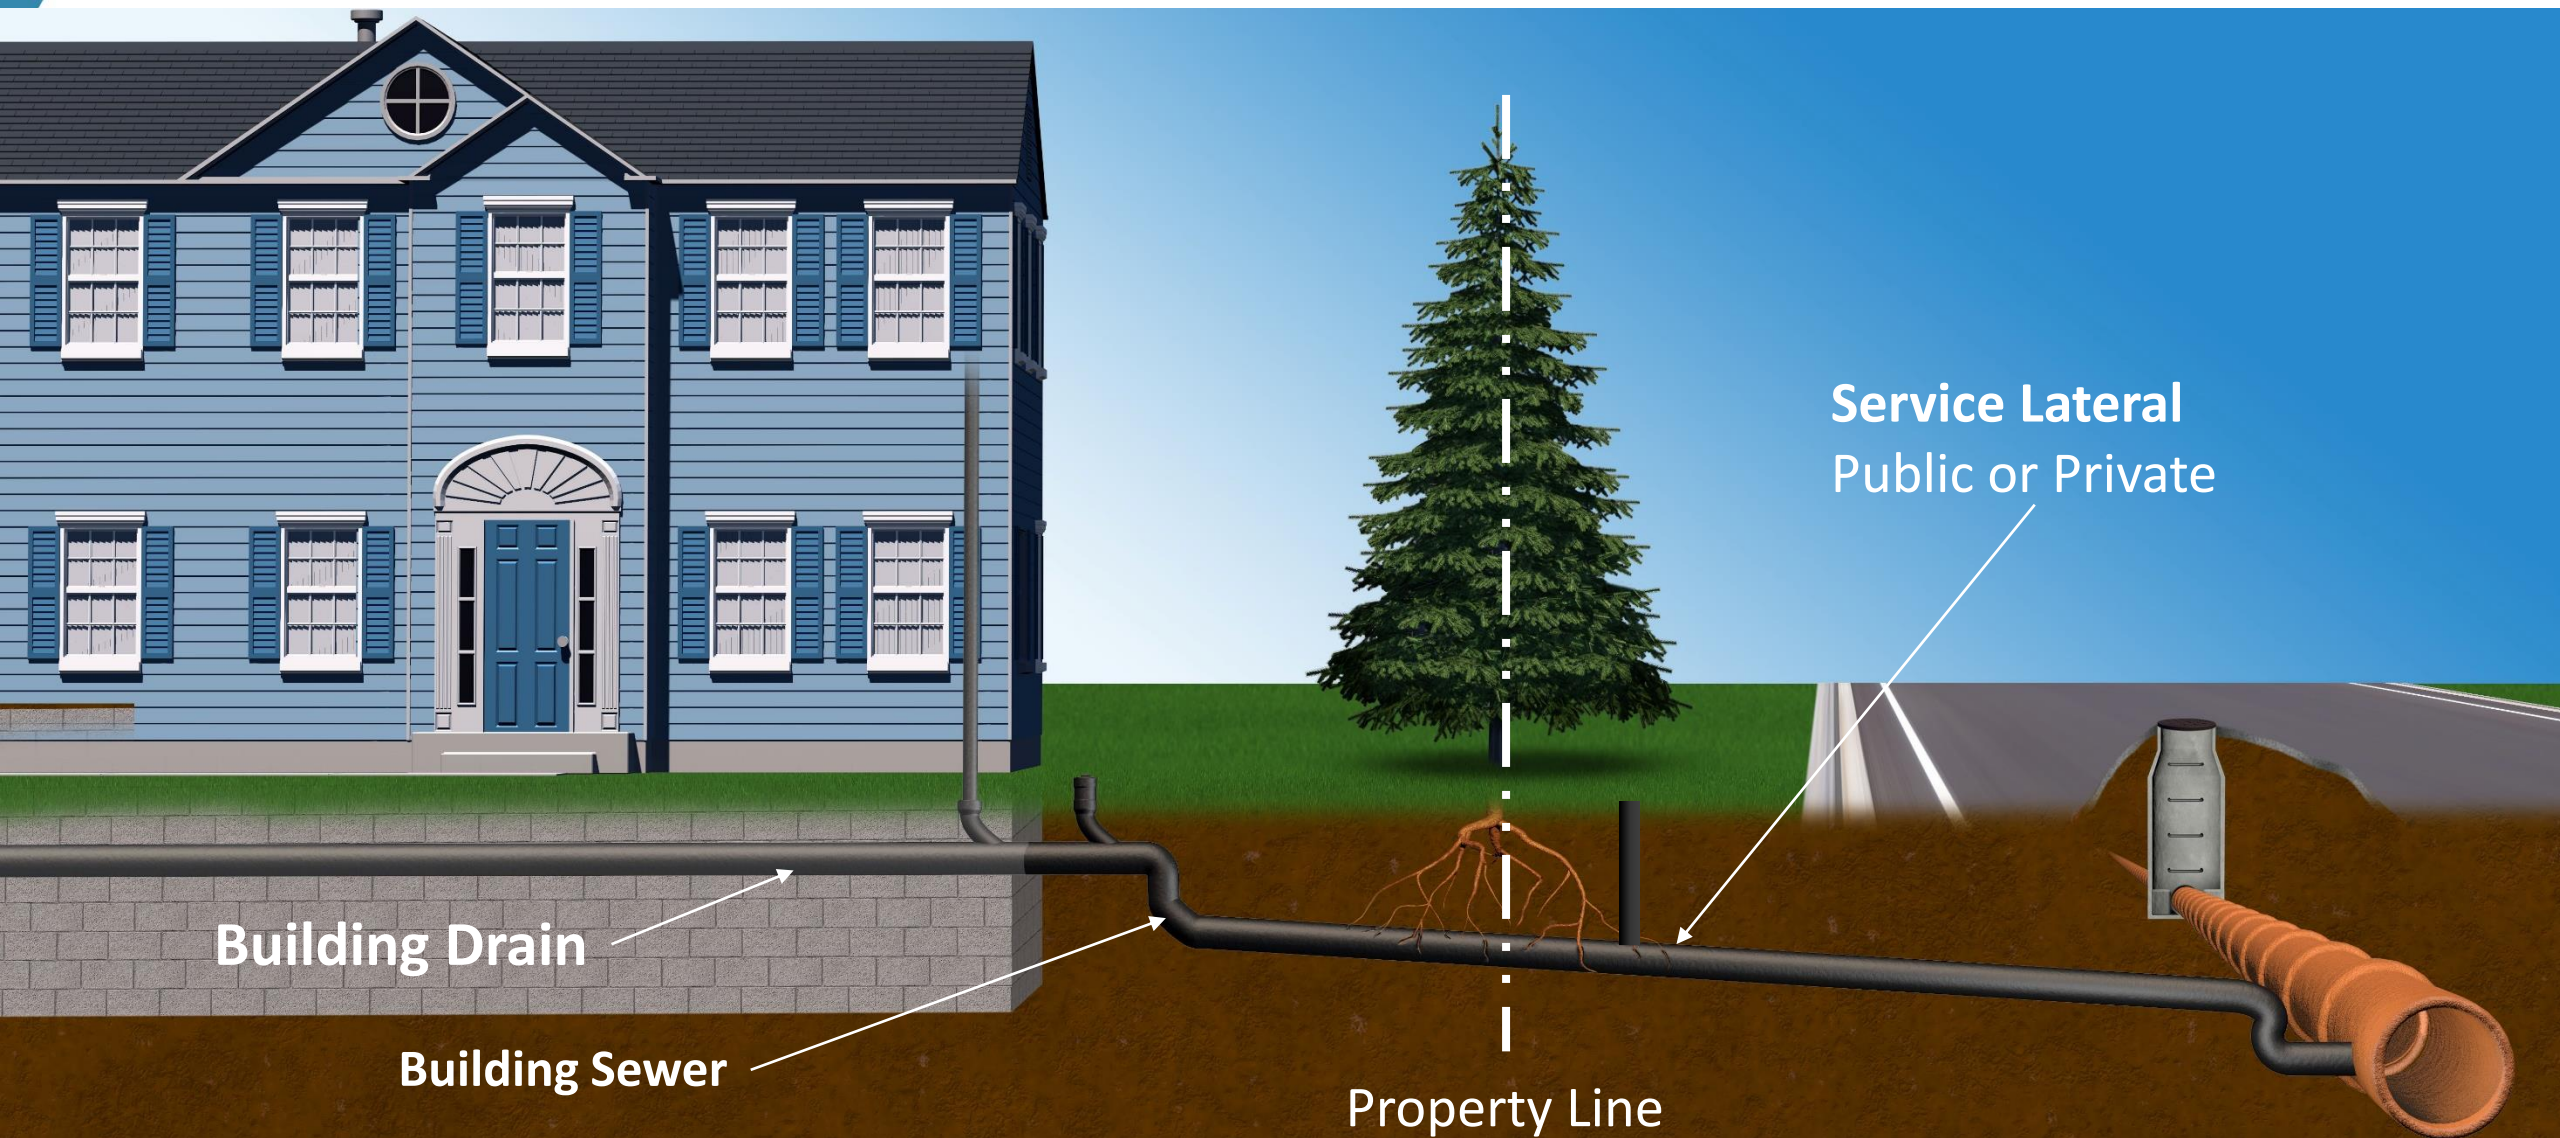 Service Lateral
Public or Private
Building Drain
Building Sewer
Property Line